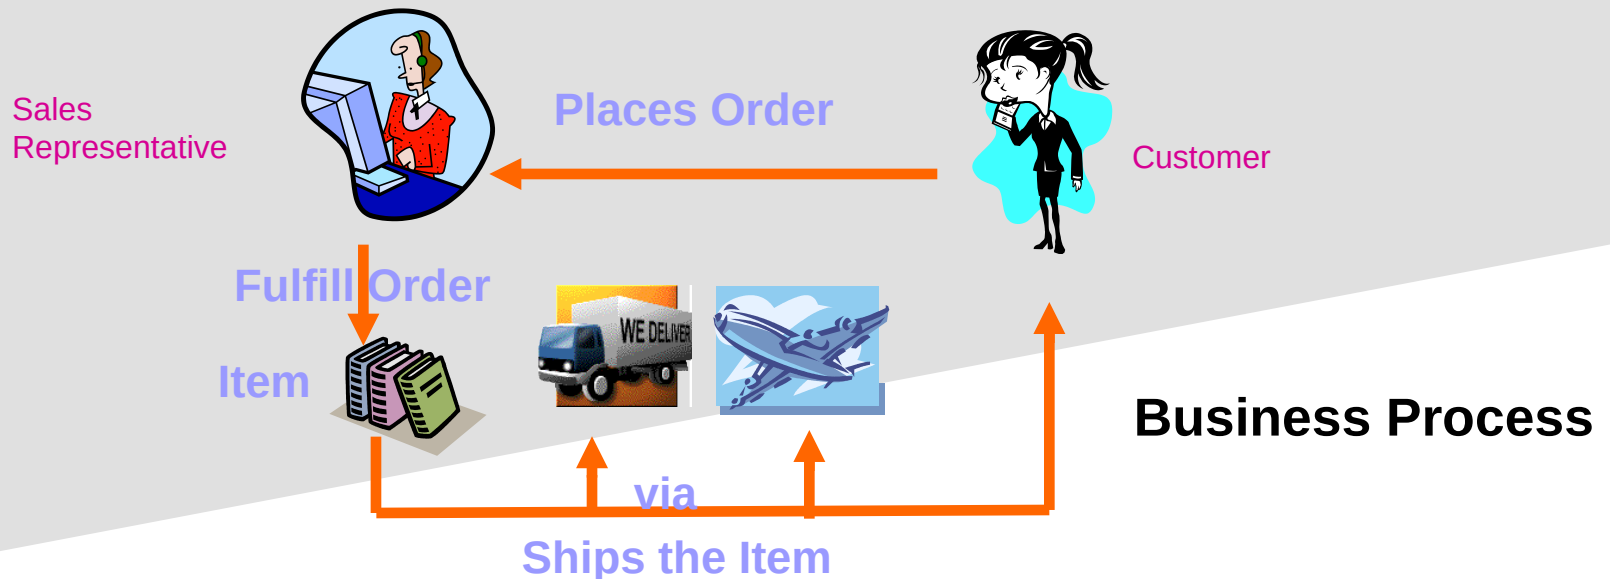 Places Order
Sales
Representative
Customer
Fulfill Order
WE DELIVER
Item
Business Process
via
Ships the Item